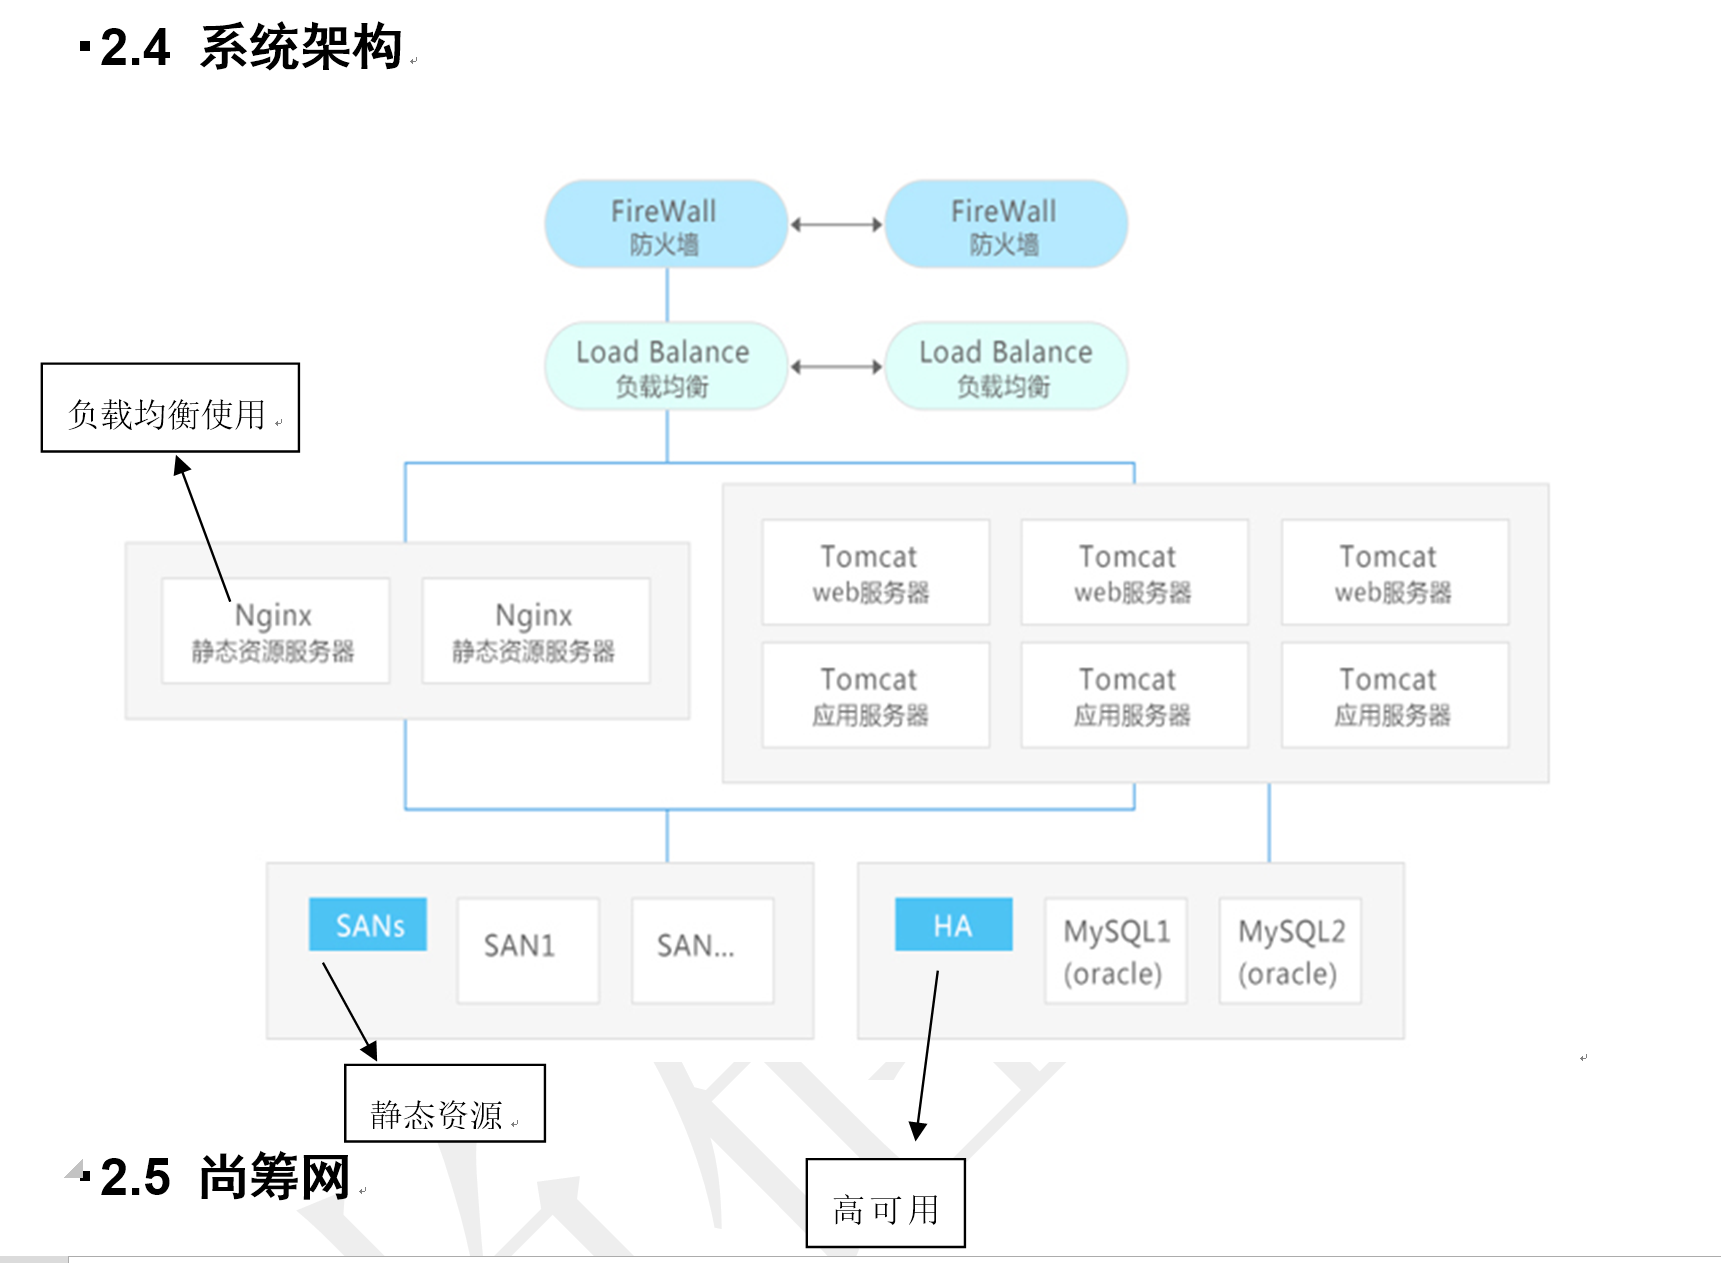 2.4 系统架构
FireWall
防火墙
FireWall
防火墙
Load Balance
负载均衡
Load Balance
负载均衡
负载均衡使用
Nginx
静态资源服务器
Nginx
静态资源服务器
Tomcat
web服务器
Tomcat
web服务器
Tomcat
web服务器
Tomcat
应用服务器
Tomcat
应用服务器
Tomcat
应用服务器
SANs
SAN1
SAN...
HA
MySQL1
(oracle)
MySQL2
(oracle)
静态资源
高可用
2.5 尚筹网